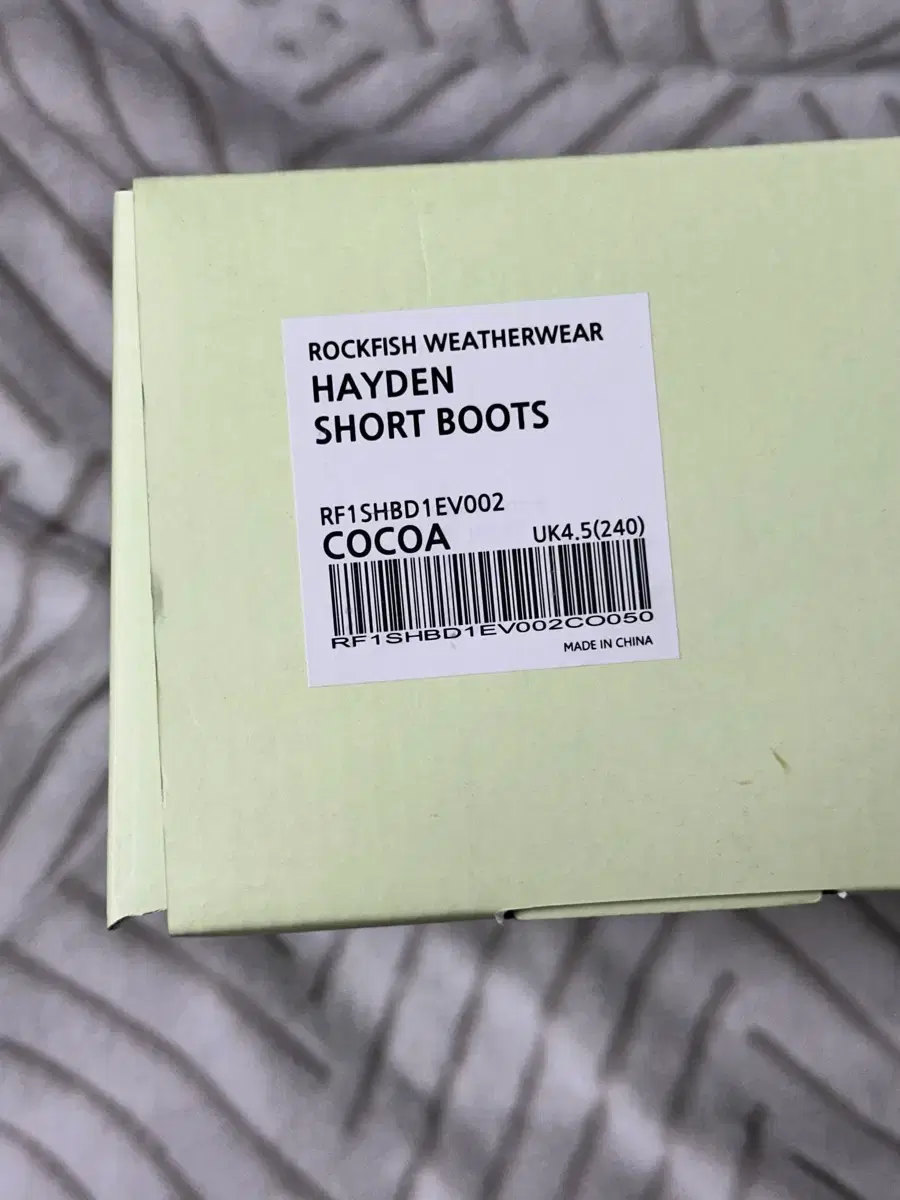 ROCKFISH WEATHERWEAR
HAYDEN
SHORT BOOTS
RF1SHBD1EV002
COCOA UK4.5(240)
RF1SHBD1EV002CO050
MADE IN CHINA